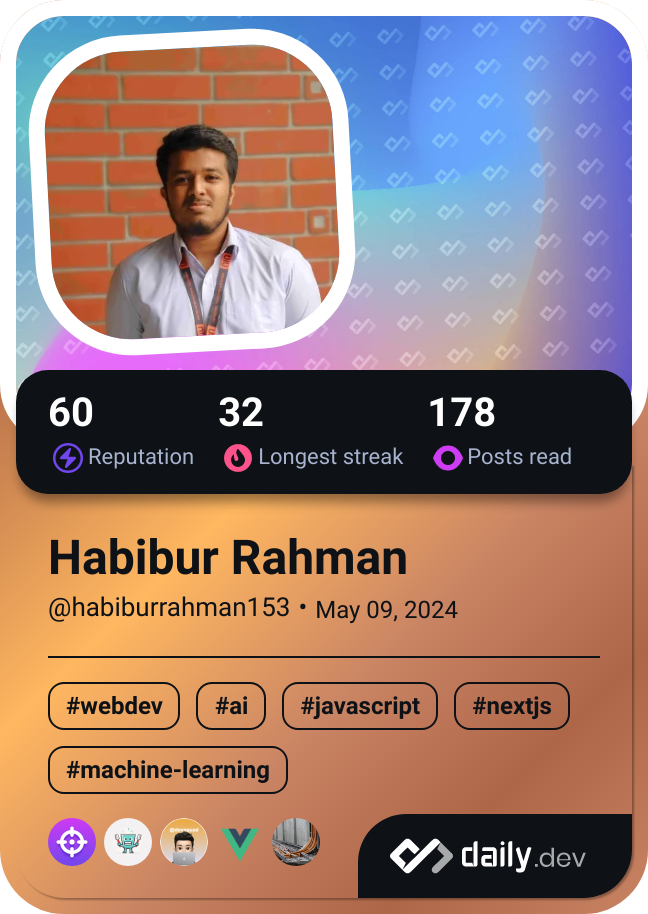 60 32 178
Reputation Longest streak Posts read
Habibur Rahman
@habiburrahman153 • May 09, 2024
#webdev #ai #javascript #nextjs
#machine-learning
daily.dev